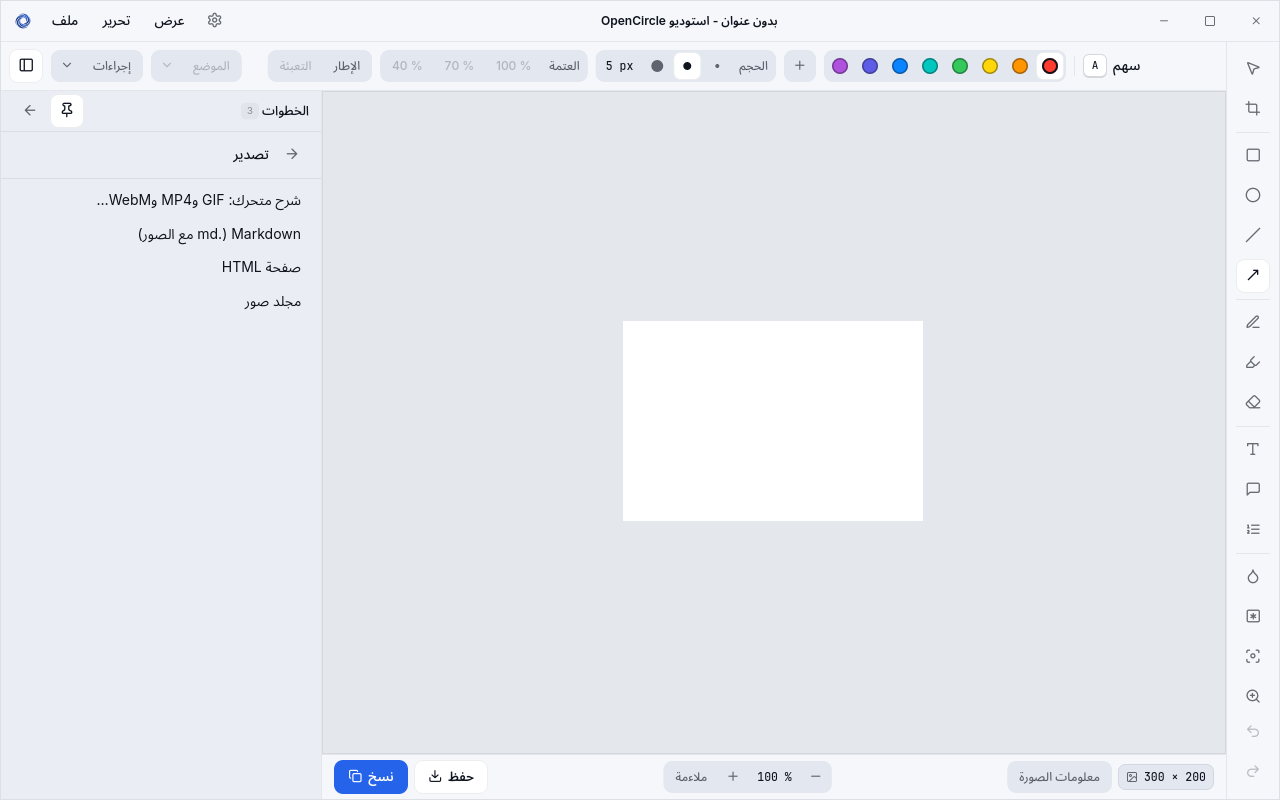 ملف تحرير عرض
بدون عنوان - استوديو OpenCircle
سهم A
الحجم 5 px
العتمة 100 % 70 % 40 %
الإطار التعبئة
الموضع
إجراءات
الخطوات 3
تصدير
شرح متحرك: GIF وMP4 وWebM...
Markdown (.md مع الصور)
صفحة HTML
مجلد صور
300 × 200
معلومات الصورة
100 %
ملاءمة
حفظ
نسخ